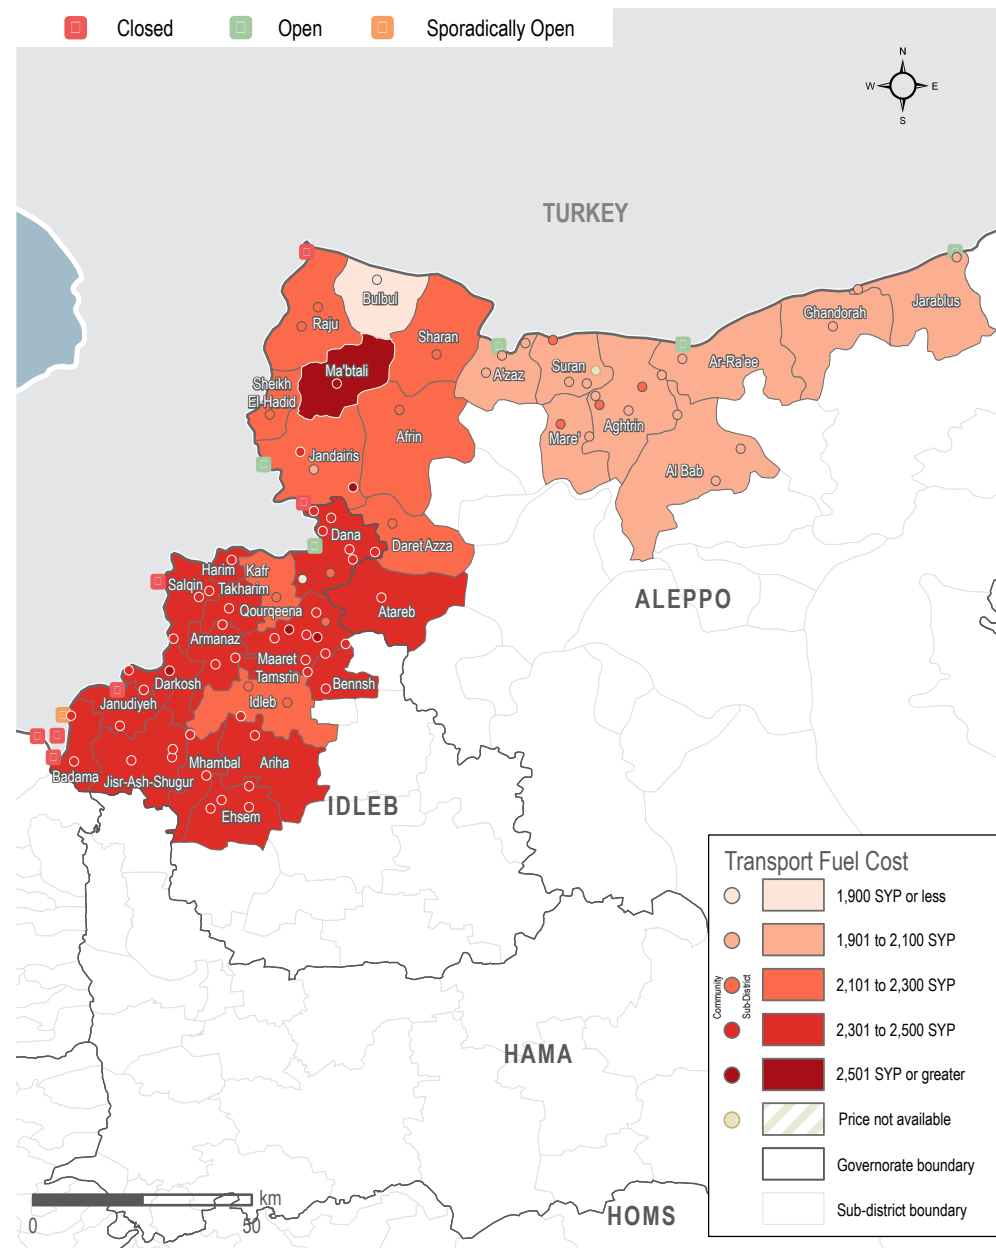 Closed
Open
Sporadically Open
N
W
E
S
TURKEY
Bulbul
Raju
Sharan
Ma'btali
Sheikh
El-Hadid
Afrin
Jandairis
A'zaz
Suran
Mare'
Aghtrin
Ar-Ra'ee
Al Bab
Ghandorah
Jarablus
Dana
Daret Azza
Harim
Kafr
Salqin
Takharim
Qourqeena
Atareb
ALEPPO
Armanaz
Maaret
Tamsrin
Darkosh
Bennsh
Janudiyeh
Idleb
Mhambal
Ariha
Badama
Jisr-Ash-Shugur
Ehsem
IDLEB
HAMA
HOMS
Transport Fuel Cost
1,900 SYP or less
1,901 to 2,100 SYP
2,101 to 2,300 SYP
2,301 to 2,500 SYP
2,501 SYP or greater
Price not available
Governorate boundary
Sub-district boundary
Community
Sub-District
km
0
50